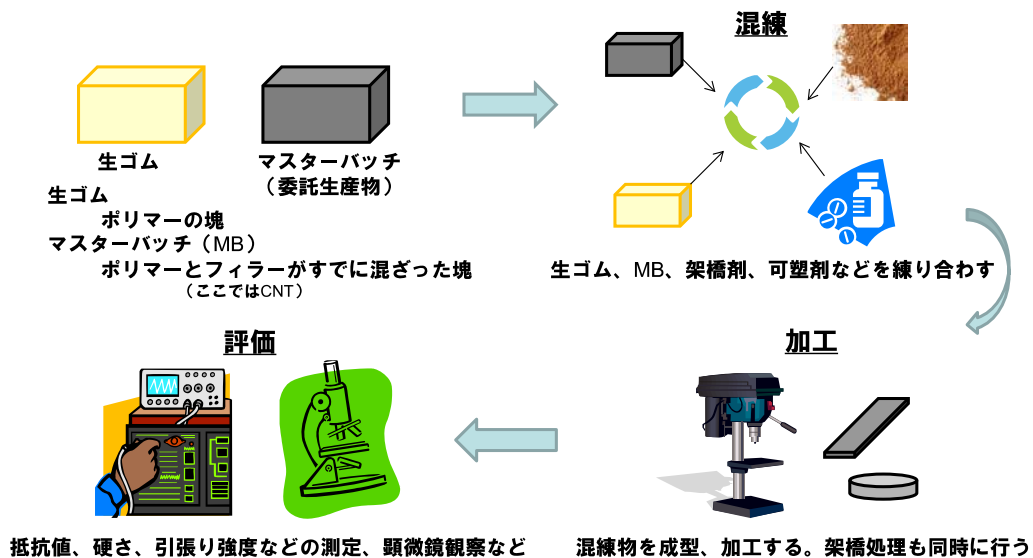 生ゴム
マスターバッチ
（委託生産物）
生ゴム
ポリマーの塊
マスターバッチ（MB）
ポリマーとフィラーがすでに混ざった塊
（ここではCNT）
混練
生ゴム、MB、架橋剤、可塑剤などを練り合わす
加工
混練物を成型、加工する。架橋処理も同時に行う
評価
抵抗値、硬さ、引張り強度などの測定、顕微鏡観察など